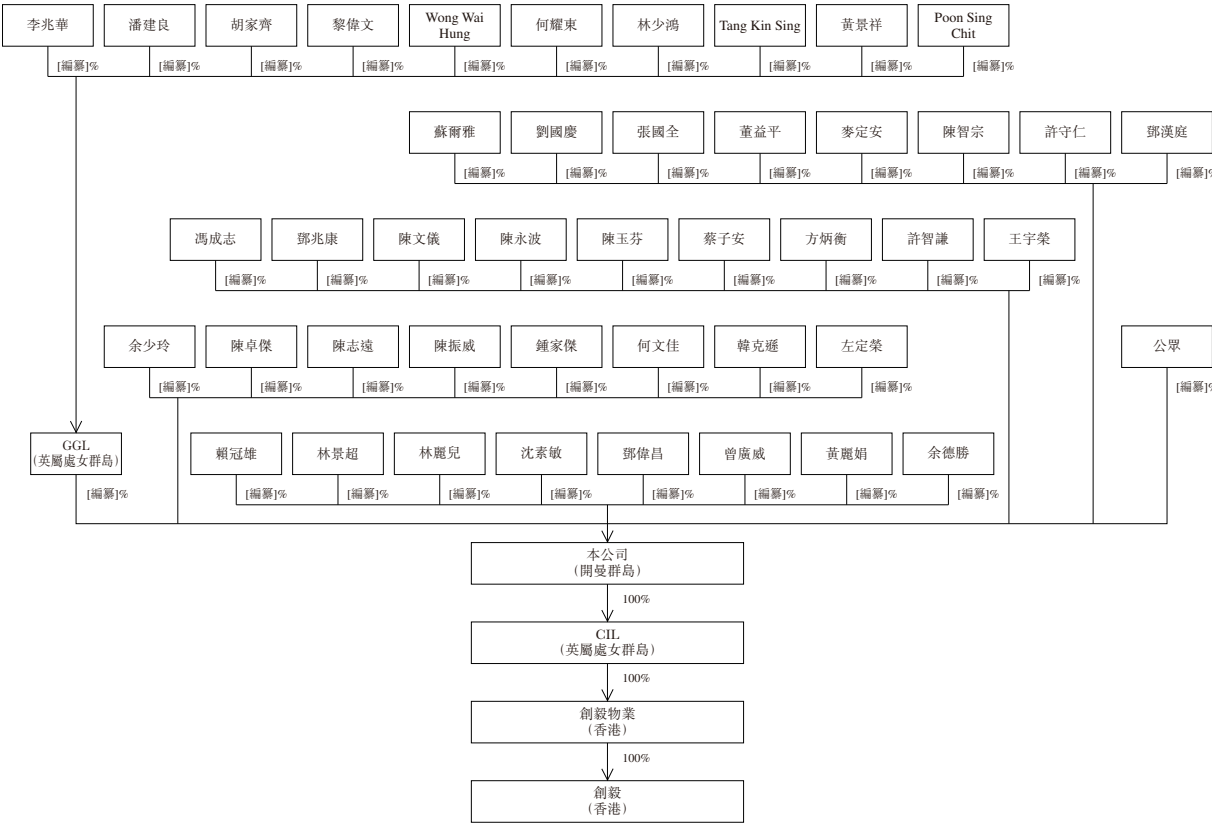 李兆華
潘建良
胡家齊
黎偉文
Wong Wai
Hung
何耀東
林少鴻
Tang Kin Sing
黃景祥
Poon Sing
Chit
[編纂]%
[編纂]%
[編纂]%
[編纂]%
[編纂]%
[編纂]%
[編纂]%
[編纂]%
[編纂]%
[編纂]%
蘇爾雅
劉國慶
張國全
董益平
麥定安
陳智宗
許守仁
鄧漢庭
[編纂]%
[編纂]%
[編纂]%
[編纂]%
[編纂]%
[編纂]%
[編纂]%
[編纂]%
馮成志
鄧兆康
陳文儀
陳永波
陳玉芬
蔡子安
方炳衡
許智謙
王宇榮
[編纂]%
[編纂]%
[編纂]%
[編纂]%
[編纂]%
[編纂]%
[編纂]%
[編纂]%
[編纂]%
余少玲
陳卓傑
陳志遠
陳振威
鍾家傑
何文佳
韓克遜
左定榮
公眾
[編纂]%
[編纂]%
[編纂]%
[編纂]%
[編纂]%
[編纂]%
[編纂]%
[編纂]%
[編纂]%
GGL
(英屬處女群島)
賴冠雄
林景超
林麗兒
沈素敏
鄧偉昌
曾廣威
黃麗娟
余德勝
[編纂]%
[編纂]%
[編纂]%
[編纂]%
[編纂]%
[編纂]%
[編纂]%
[編纂]%
[編纂]%
本公司
(開曼群島)
100%
CIL
(英屬處女群島)
100%
創毅物業
(香港)
100%
創毅
(香港)